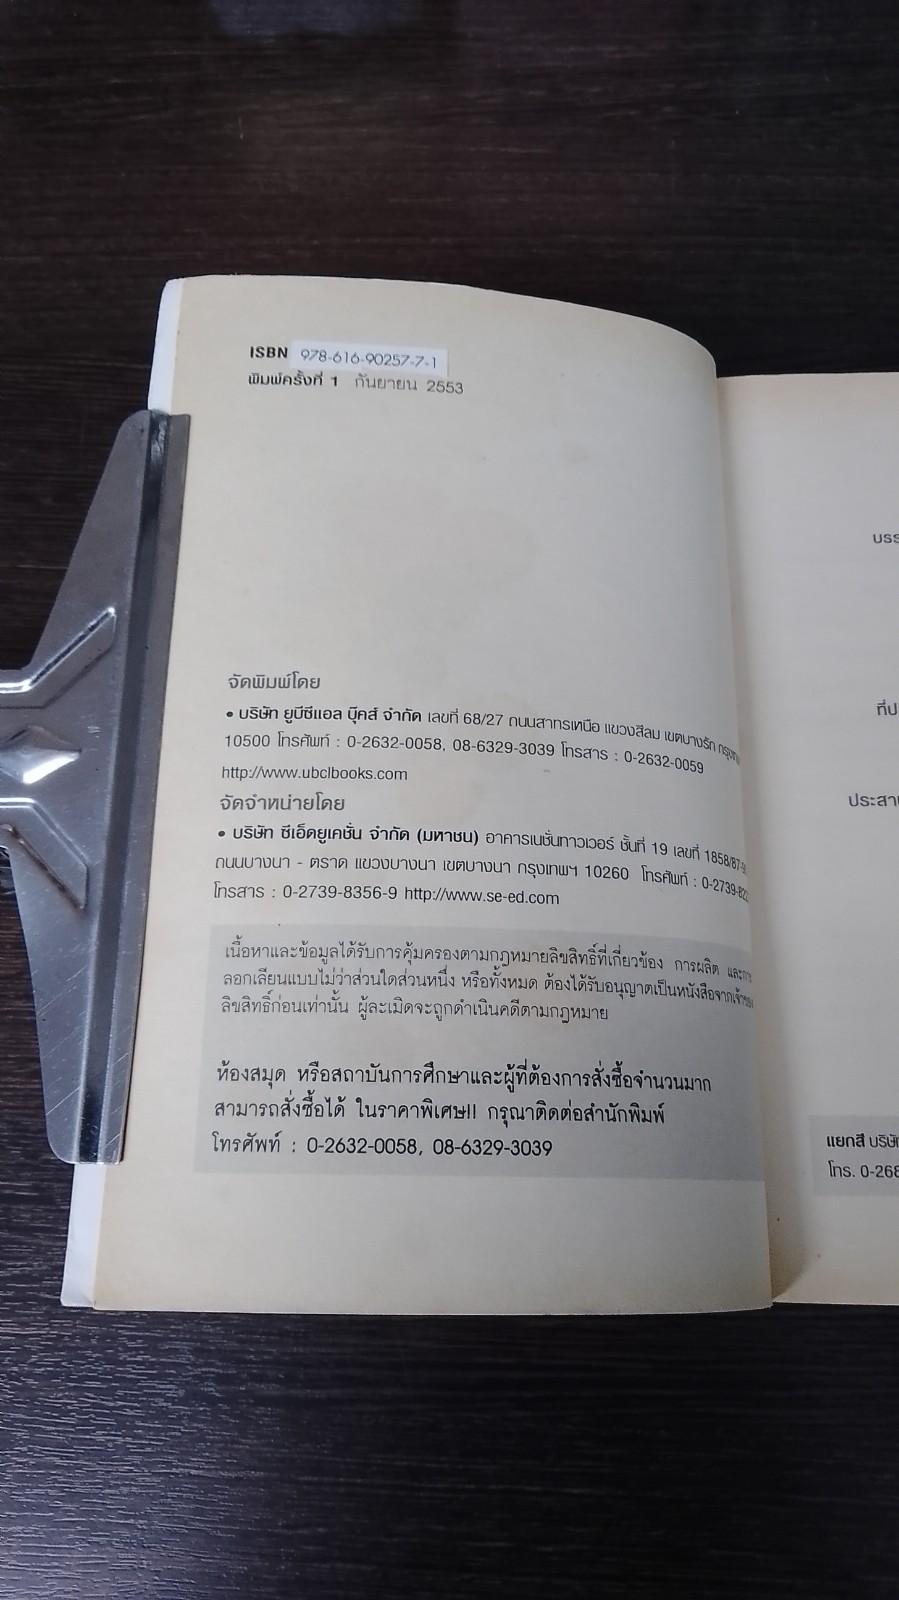 ISBN 978-616-90257-7-1
พิมพ์ครั้งที่ 1 กันยายน 2553
จัดพิมพ์โดย
• บริษัท ยูบีซีแอล บุ๊คส์ จำกัด เลขที่ 68/27 ถนนสาทรเหนือ แขวงสีลม เขตบางรัก
10500 โทรศัพท์ : 0-2632-0058, 08-6329-3039 โทรสาร : 0-2632-0059
http://www.ubclbooks.com
จัดจำหน่ายโดย
• บริษัท ซีเอ็ดยูเคชั่น จำกัด (มหาชน) อาคารเนชั่นทาวเวอร์ ชั้นที่ 19 เลขที่
ถนนบางนา - ตราด แขวงบางนา เขตบางนา กรุงเทพฯ 10260 โทรศัพท์ :
โทรสาร : 0-2739-8356-9 http://www.se-ed.com
เนื้อหาและข้อมูลได้รับการคุ้มครองตามกฎหมายลิขสิทธิ์ที่เกี่ยวข้อง การผลิต และการ
ลอกเลียนแบบไม่ว่าส่วนใดส่วนหนึ่ง หรือทั้งหมด ต้องได้รับอนุญาตเป็นหนังสือจากเจ้าของ
ลิขสิทธิ์ก่อนเท่านั้น ผู้ละเมิดจะถูกดำเนินคดีตามกฎหมาย
ห้องสมุด หรือสถาบันการศึกษาและผู้ที่ต้องการสั่งซื้อจำนวนมาก
สามารถสั่งซื้อได้ ในราคาพิเศษ!! กรุณาติดต่อสำนักพิมพ์
โทรศัพท์ : 0-2632-0058, 08-6329-3039
แยกสี
โทร.